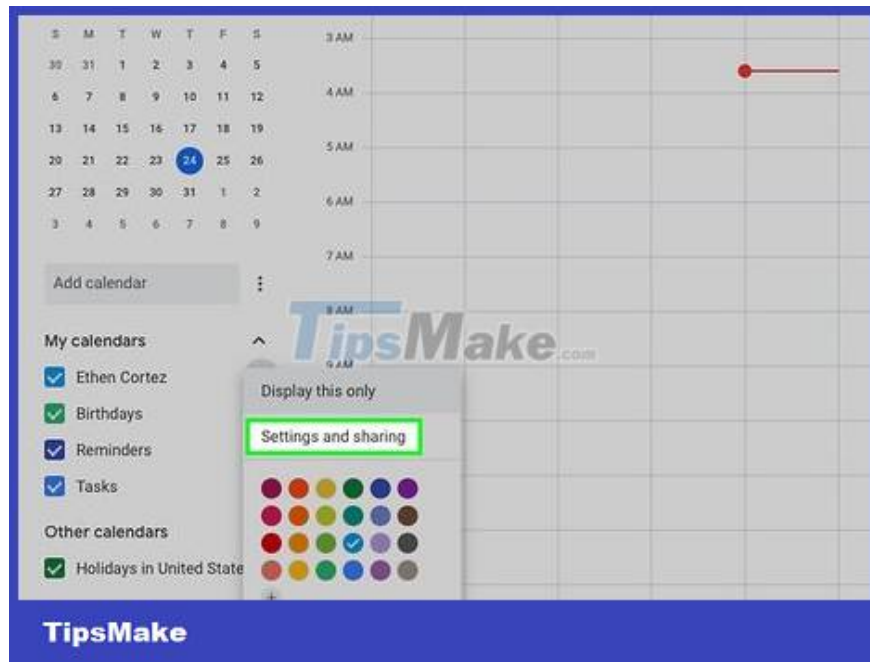 S M T W T F S
30 31 1 2 3 4 5
6 7 8 9 10 11 12
13 14 15 16 17 18 19
20 21 22 23 24 25 26
27 28 29 30 31 1 2
3 4 5 6 7 8 9
Add calendar
My calendars
Ethen Cortez
Birthdays
Reminders
Tasks
Other calendars
Holidays in United State
3 AM
4 AM
5 AM
6 AM
7 AM
8 AM
9 AM
TipsMake.com
Display this only
Settings and sharing
TipsMake